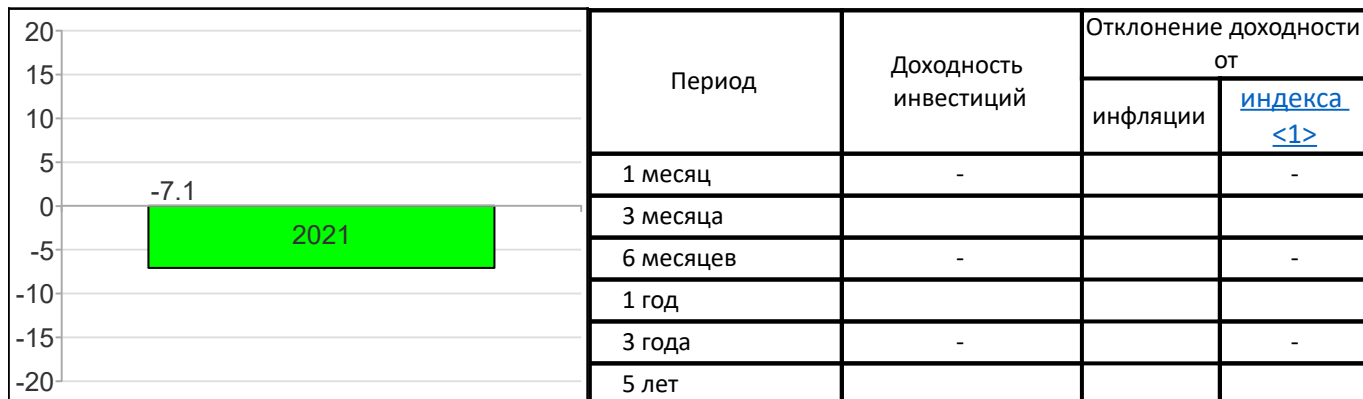 20
15
10
5
0
-5
-10
-15
-20
-7.1
2021
Период
Доходность
инвестиций
Отклонение доходности
от
инфляции
индекса
<1>
1 месяц - -
3 месяца
6 месяцев - -
1 год
3 года - -
5 лет